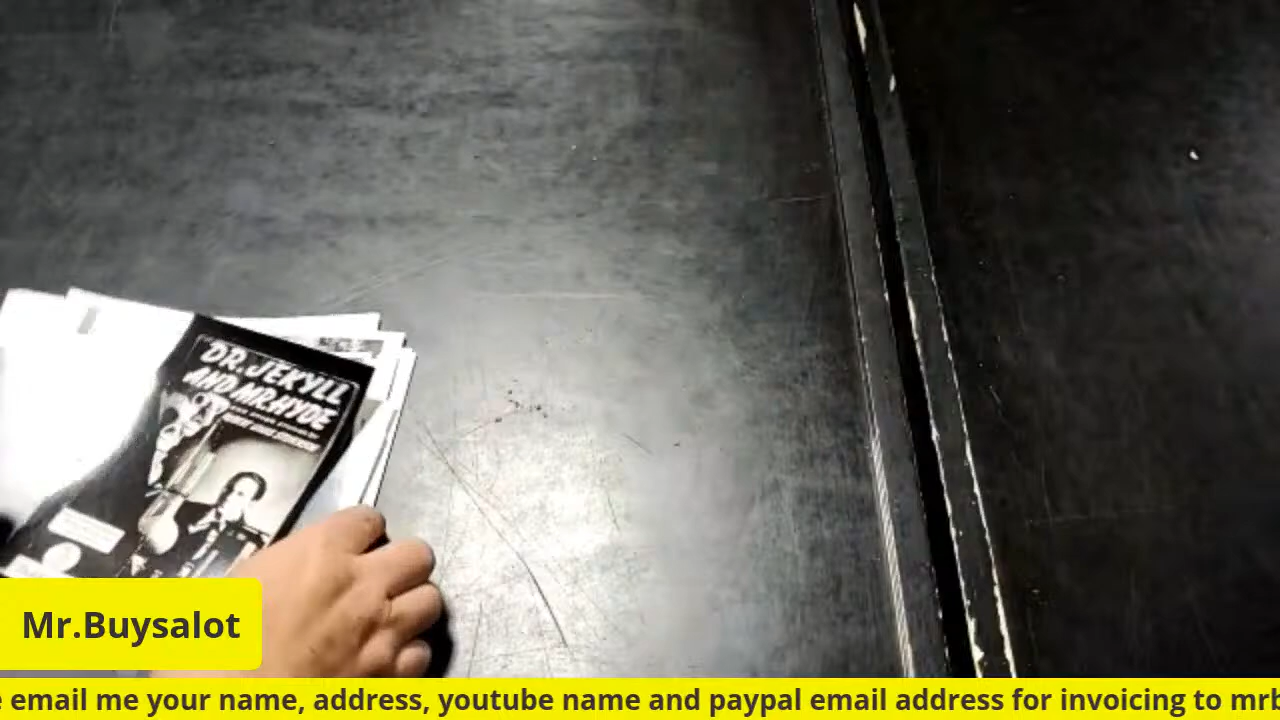 DR. JEKYLL
AND MR. HYDE
Mr.Buysalot
e email me your name, address, youtube name and paypal email address for invoicing to mrb